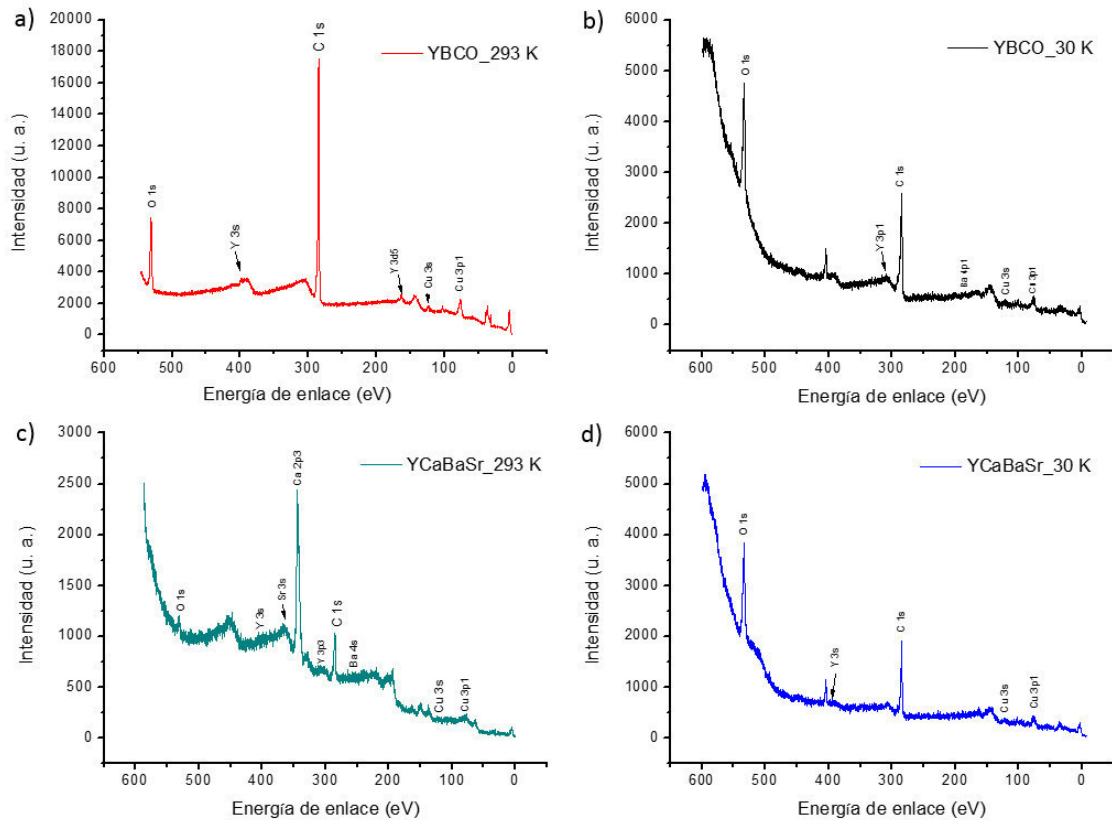 a)
20000
18000
16000
14000
12000
10000
8000
6000
4000
2000
0
Intensidad (u. a.)
O 1s
Y 3s
C 1s
Y 3d5
Cu 3s
Cu 3p1
YBCO_293 K
600 500 400 300 200 100 0
Energía de enlace (eV)
b)
6000
5000
4000
3000
2000
1000
0
Intensidad (u. a.)
O 1s
Y 3p1
C 1s
Ba 4p1
Cu 3s
Cu 3p1
YBCO_30 K
600 500 400 300 200 100 0
Energía de enlace (eV)
c)
3000
2500
2000
1500
1000
500
0
Intensidad (u. a.)
O 1s
Y 3s
Sr 3s
Ca 2p3
Y 3p3
C 1s
Ba 4s
Cu 3s
Cu 3p1
YCaBaSr_293 K
600 500 400 300 200 100 0
Energía de enlace (eV)
d)
6000
5000
4000
3000
2000
1000
0
Intensidad (u. a.)
O 1s
Y 3s
C 1s
Cu 3s
Cu 3p1
YCaBaSr_30 K
600 500 400 300 200 100 0
Energía de enlace (eV)